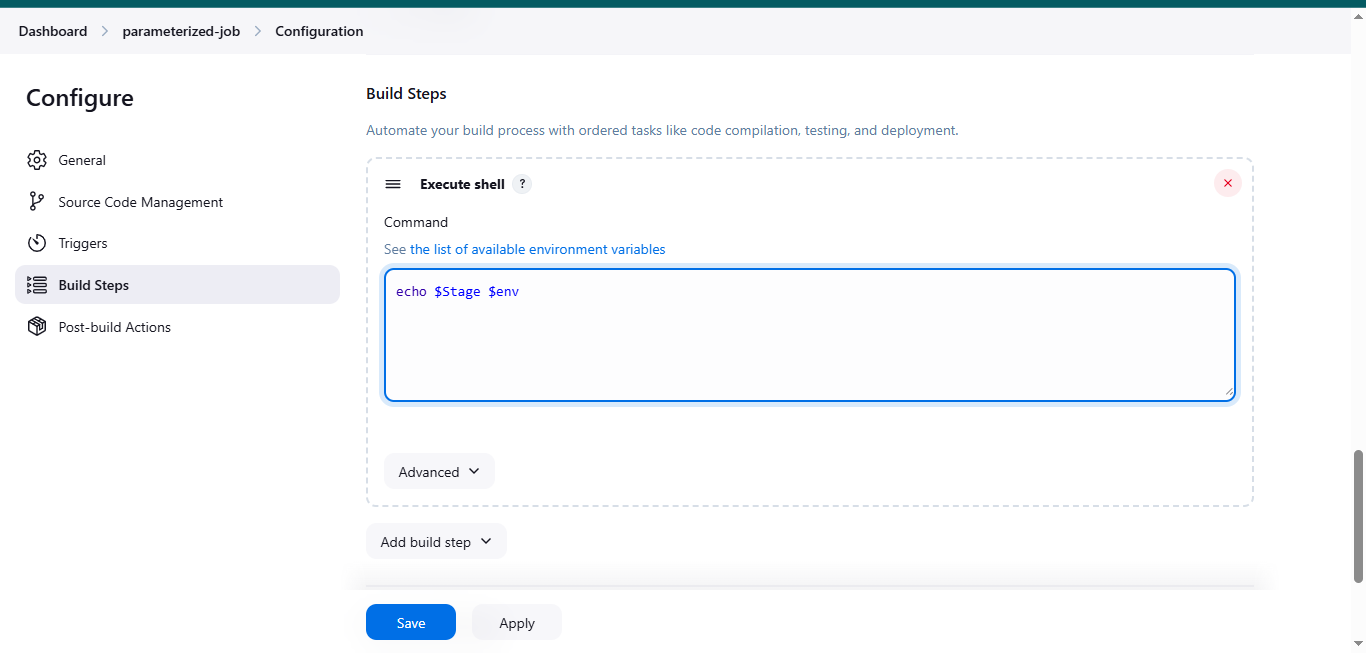 Dashboard > parameterized-job > Configuration
Configure
General
Source Code Management
Triggers
Build Steps
Post-build Actions
Build Steps
Automate your build process with ordered tasks like code compilation, testing, and deployment.
Execute shell ?
Command
See the list of available environment variables
echo $Stage $env
Advanced
Add build step
Save Apply